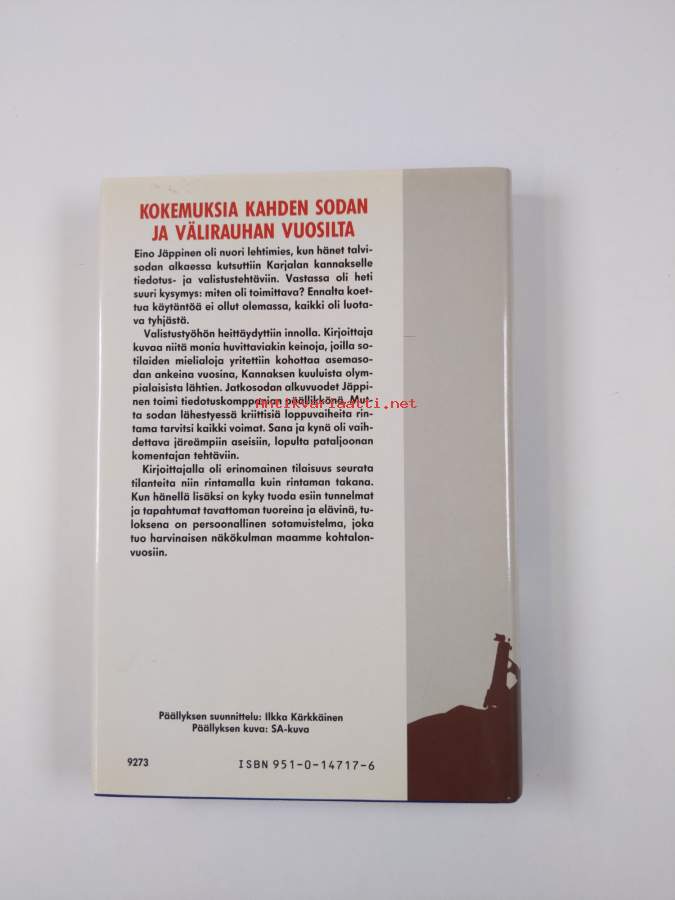 KOKEMUKSIA KAHDEN SODAN
JA VÄLIRAUHAN VUOSILTA
Eino Jäppinen oli nuori lehtimies, kun hänet talvi-
sodan alkaessa kutsuttiin Karjalan kannakselle
tiedotus- ja valistustehtäviin. Vastassa oli heti
suuri kysymys: miten oli toimittava? Ennalta koet-
tua käytäntöä ei ollut olemassa, kaikki oli luota-
va tyhjästä.
Valistustyöhön heittäydyttiin innolla. Kirjoittaja
kuvaa niitä monia huvittaviakin keinoja, joilla so-
tilaiden mielialoja yritettiin kohottaa asemaso-
dan ankeina vuosina, Kannaksen kuuluista olym-
pialaisista lähtien. Jatkosodan alkuvuodet Jäppi-
nen toimi tiedotuskomppanian päällikkönä. Mut-
ta sodan lähestyessä kriittisiä loppuvaiheita rin-
tama tarvitsi kaikki voimat. Sana ja kynä oli vaih-
dettava järeämpiin aseisiin, lopulta pataljoonan
komentajan tehtäviin.
Kirjoittajalla oli erinomainen tilaisuus seurata
tilanteita niin rintamalla kuin rintaman takana.
Kun hänellä lisäksi on kyky tuoda esiin tunnelmat
ja tapahtumat tavattoman tuoreina ja elävinä, tu-
loksena on persoonallinen sotamuistelma, joka
tuo harvinaisen näkökulman maamme kohtalon-
vuosiin.
Antikvariaatti.net
Päällyksen suunnittelu: Ilkka Kärkkäinen
Päällyksen kuva: SA-kuva
9273 ISBN 951-0-14717-6